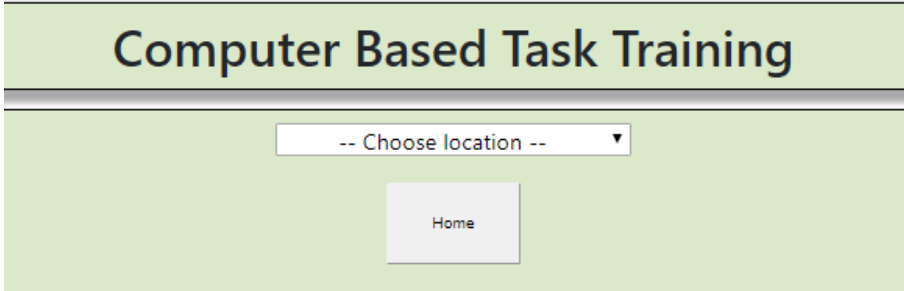 Computer Based Task Training
-- Choose location --
Home